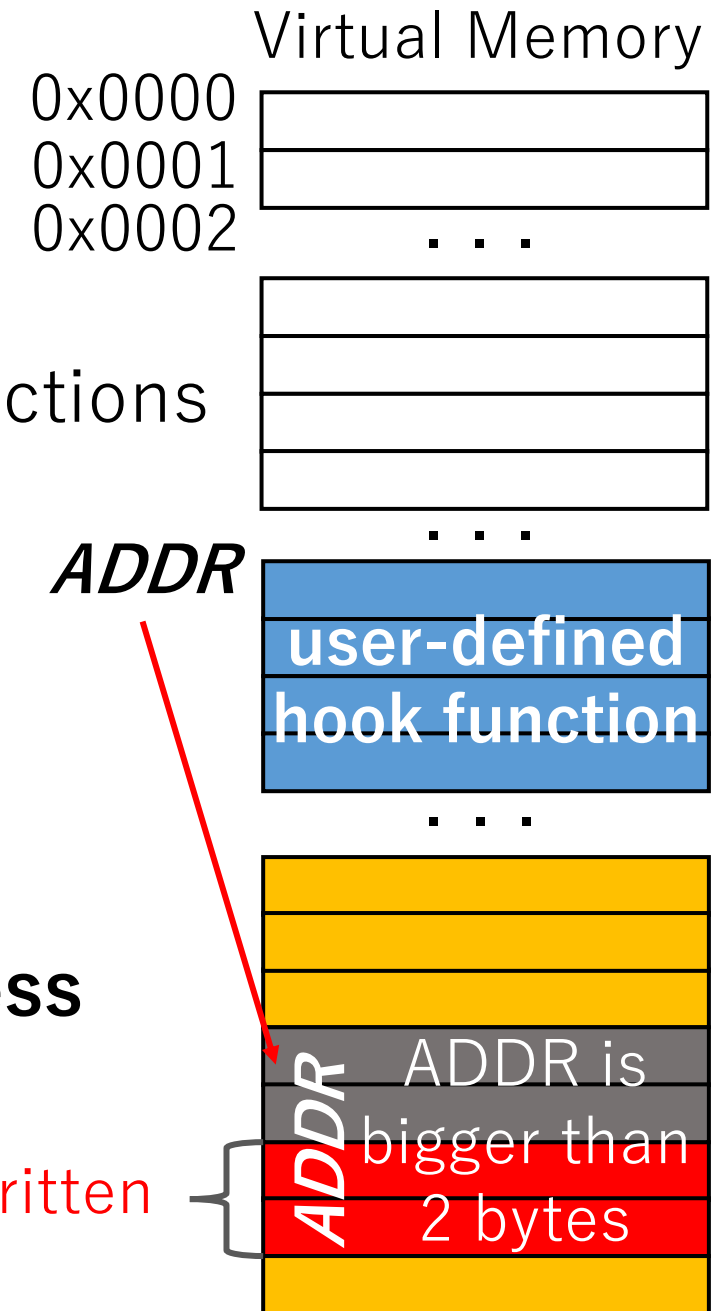 Virtual Memory
0x0000
0x0001
0x0002
. . .
ctions
. . .
ADDR
user-defined
hook function
. . .
ss
ADDR
ADDR is
bigger than
2 bytes
ritten